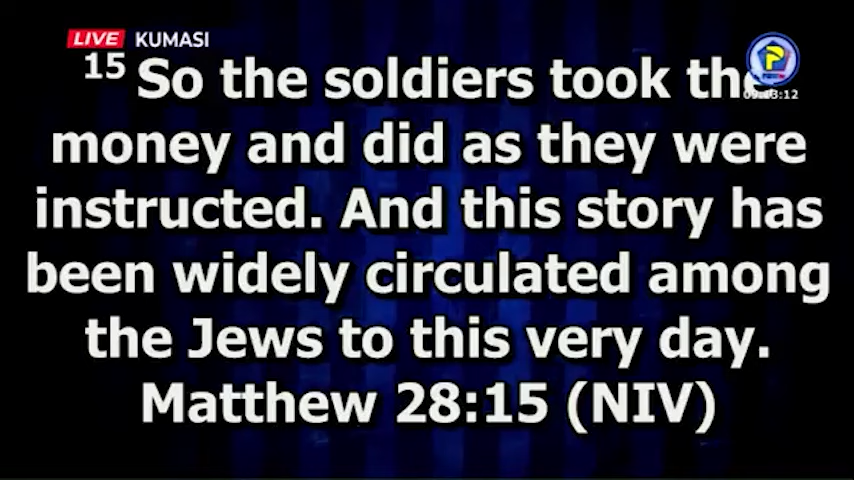 LIVE KUMASI
15 So the soldiers took the
money and did as they were
instructed. And this story has
been widely circulated among
the Jews to this very day.
Matthew 28:15 (NIV)